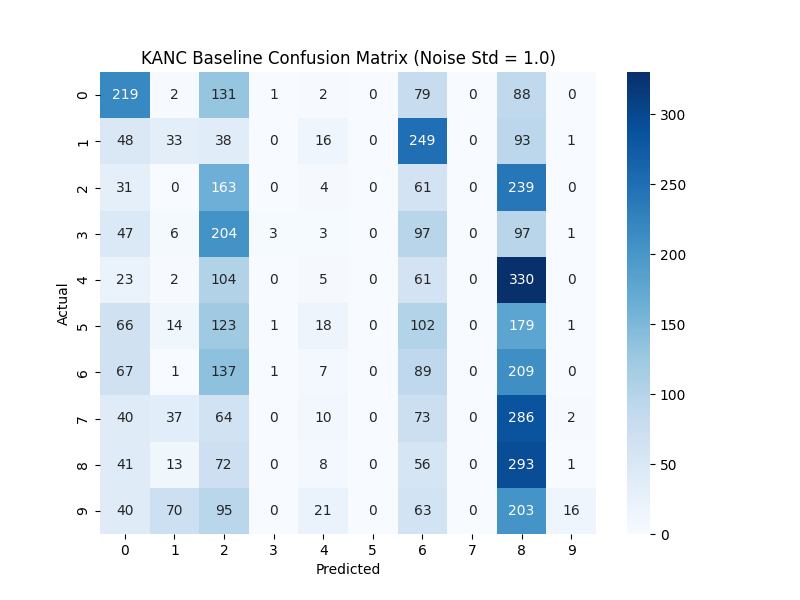 KANC Baseline Confusion Matrix (Noise Std = 1.0)
0 219 2 131 1 2 0 79 0 88 0
1 48 33 38 0 16 0 249 0 93 1
2 31 0 163 0 4 0 61 0 239 0
3 47 6 204 3 3 0 97 0 97 1
4 23 2 104 0 5 0 61 0 330 0
5 66 14 123 1 18 0 102 0 179 1
6 67 1 137 1 7 0 89 0 209 0
7 40 37 64 0 10 0 73 0 286 2
8 41 13 72 0 8 0 56 0 293 1
9 40 70 95 0 21 0 63 0 203 16
0 1 2 3 4 5 6 7 8 9
Predicted
Actual
300
250
200
150
100
50
0